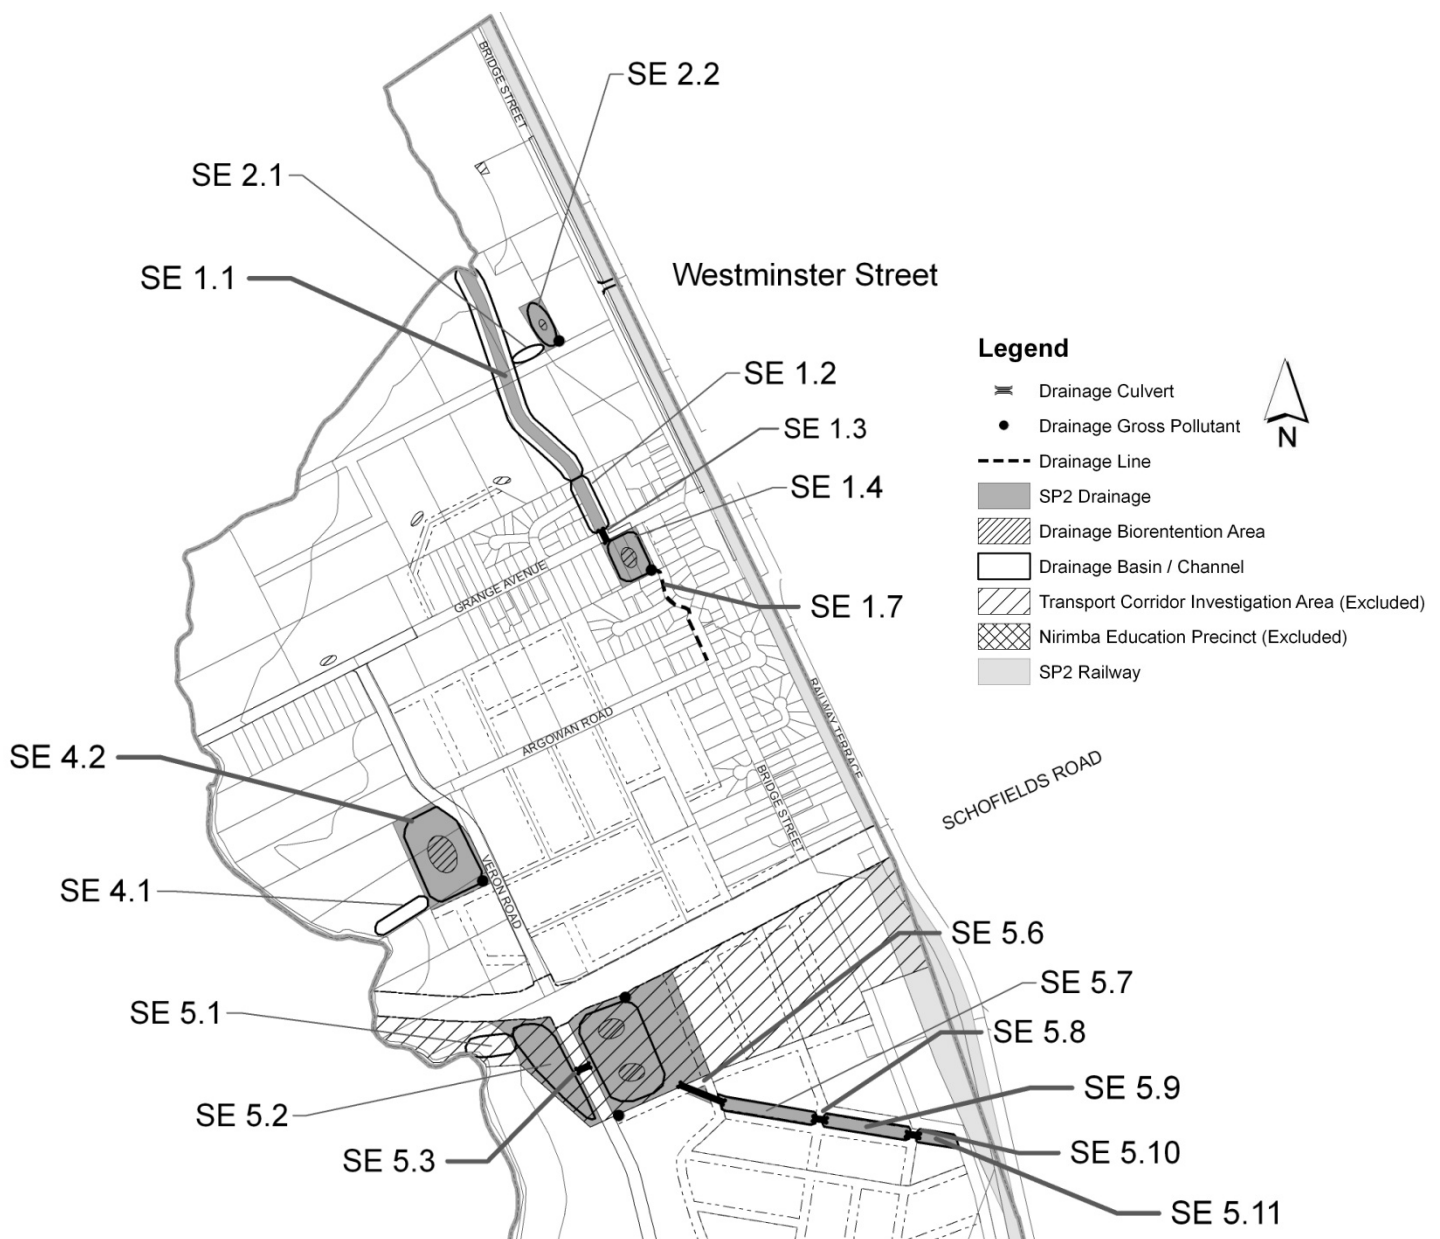 BRIDGE STREET
SE 2.2
SE 2.1
SE 1.1
Westminster Street
SE 1.2
SE 1.3
SE 1.4
GRANGE AVENUE
SE 1.7
Legend
Drainage Culvert
Drainage Gross Pollutant
Drainage Line
SP2 Drainage
Drainage Biorentention Area
Drainage Basin / Channel
Transport Corridor Investigation Area (Excluded)
Nirimba Education Precinct (Excluded)
SP2 Railway
N
RAILWAY TERRACE
ARGOWAN ROAD
SE 4.2
BRIDGE STREET
SCHOFIELDS ROAD
SE 4.1
VERON ROAD
SE 5.6
SE 5.7
SE 5.1
SE 5.8
SE 5.9
SE 5.2
SE 5.10
SE 5.3
SE 5.11